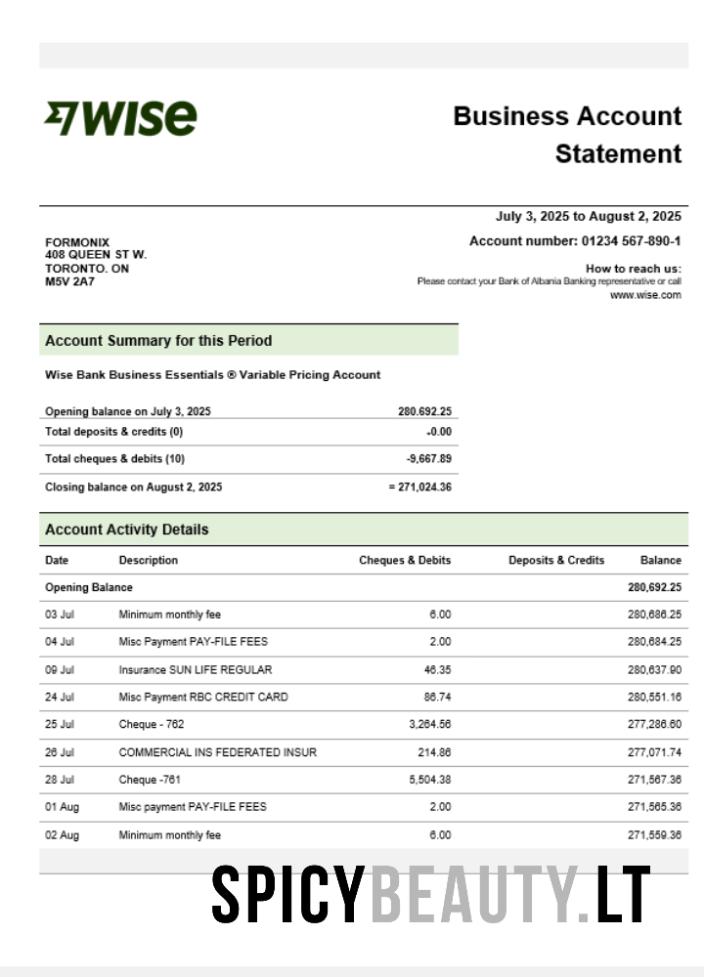 wise
Business Account
Statement
July 3, 2025 to August 2, 2025
Account number: 01234 567-890-1
FORMONIX
408 QUEEN ST W.
TORONTO. ON
M5V 2A7
How to reach us:
Please contact your Bank of Albania Banking representative or call
www.wise.com
Account Summary for this Period
Wise Bank Business Essentials ® Variable Pricing Account
Opening balance on July 3, 2025 280.692.25
Total deposits & credits (0) -0.00
Total cheques & debits (10) -9,667.89
Closing balance on August 2, 2025 = 271,024.36
Account Activity Details
Date Description Cheques & Debits Deposits & Credits Balance
Opening Balance 280,692.25
03 Jul Minimum monthly fee 6.00 280,686.25
04 Jul Misc Payment PAY-FILE FEES 2.00 280,684.25
09 Jul Insurance SUN LIFE REGULAR 46.35 280,637.90
24 Jul Misc Payment RBC CREDIT CARD 86.74 280,551.16
25 Jul Cheque - 762 3,264.56 277,286.60
26 Jul COMMERCIAL INS FEDERATED INSUR 214.86 277,071.74
28 Jul Cheque -761 5,504.38 271,567.36
01 Aug Misc payment PAY-FILE FEES 2.00 271,565.36
02 Aug Minimum monthly fee 6.00 271,559.36
SPICYBEAUTY.LT